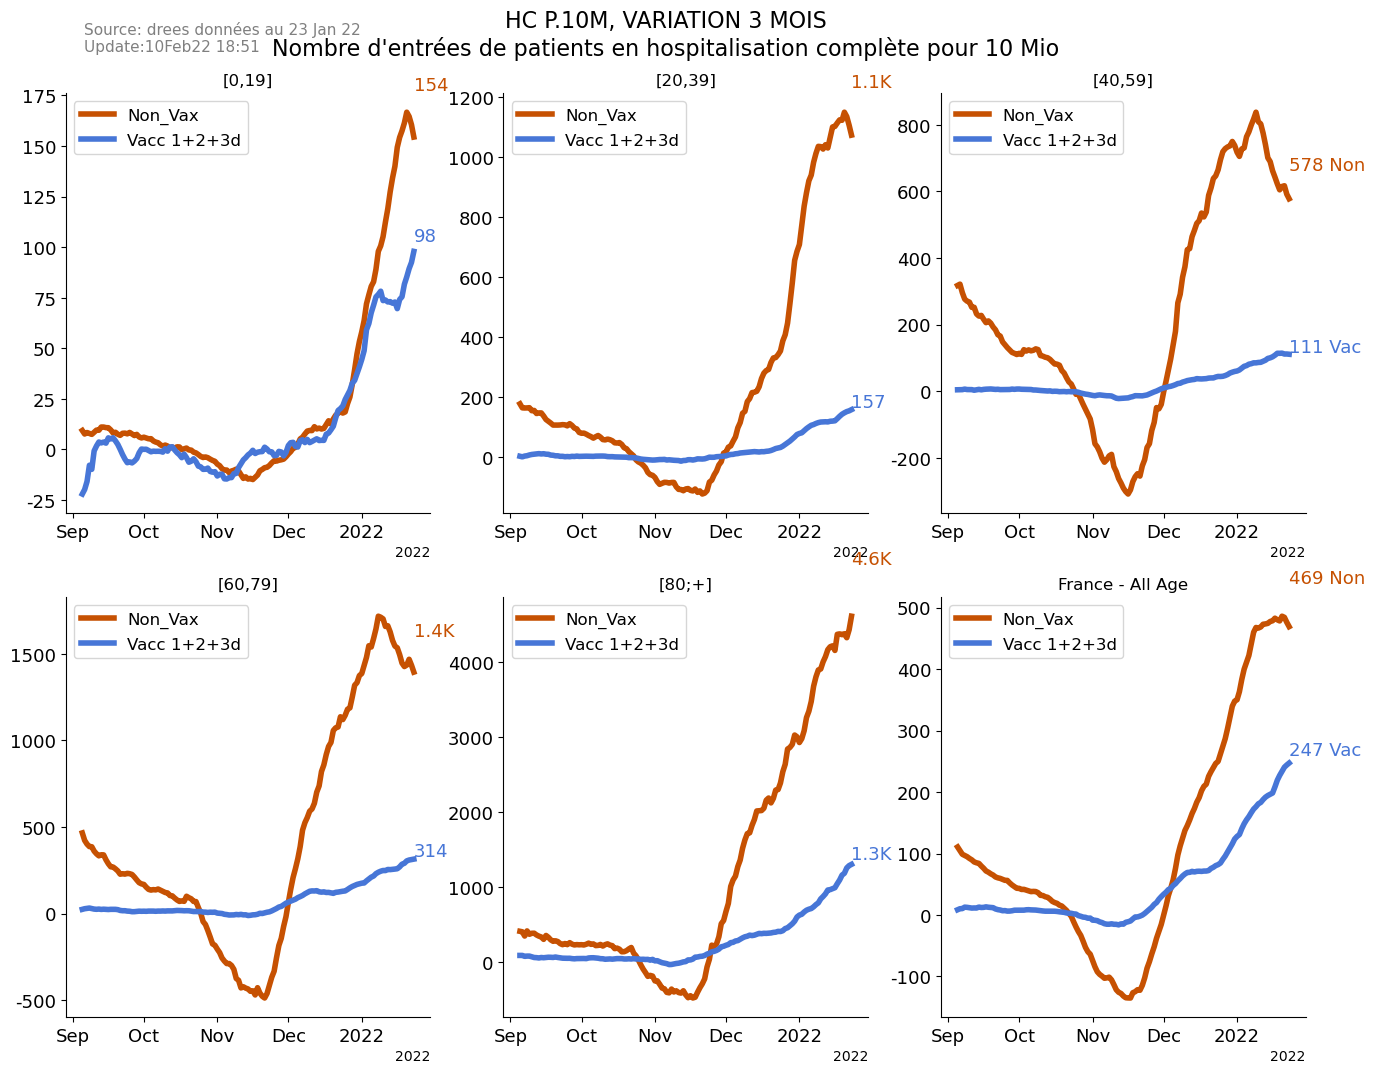 HC P.10M, VARIATION 3 MOIS
Source: drees données au 23 Jan 22
Update:10Feb22 18:51
Nombre d'entrées de patients en hospitalisation complète pour 10 Mio
[0,19]
154
175
150
125
100
75
50
25
0
-25
Non_Vax
Vacc 1+2+3d
98
Sep Oct Nov Dec 2022
2022
[20,39]
1.1K
1200
1000
800
600
400
200
0
Non_Vax
Vacc 1+2+3d
157
Sep Oct Nov Dec 2022
2022
[40,59]
800
600
400
200
0
-200
Non_Vax
Vacc 1+2+3d
578 Non
111 Vac
Sep Oct Nov Dec 2022
2022
[60,79]
1500
1000
500
0
-500
Non_Vax
Vacc 1+2+3d
1.4K
314
Sep Oct Nov Dec 2022
2022
4.6K
[80;+]
4000
3000
2000
1000
0
Non_Vax
Vacc 1+2+3d
1.3K
Sep Oct Nov Dec 2022
2022
469 Non
France - All Age
500
400
300
200
100
0
-100
Non_Vax
Vacc 1+2+3d
247 Vac
Sep Oct Nov Dec 2022
2022